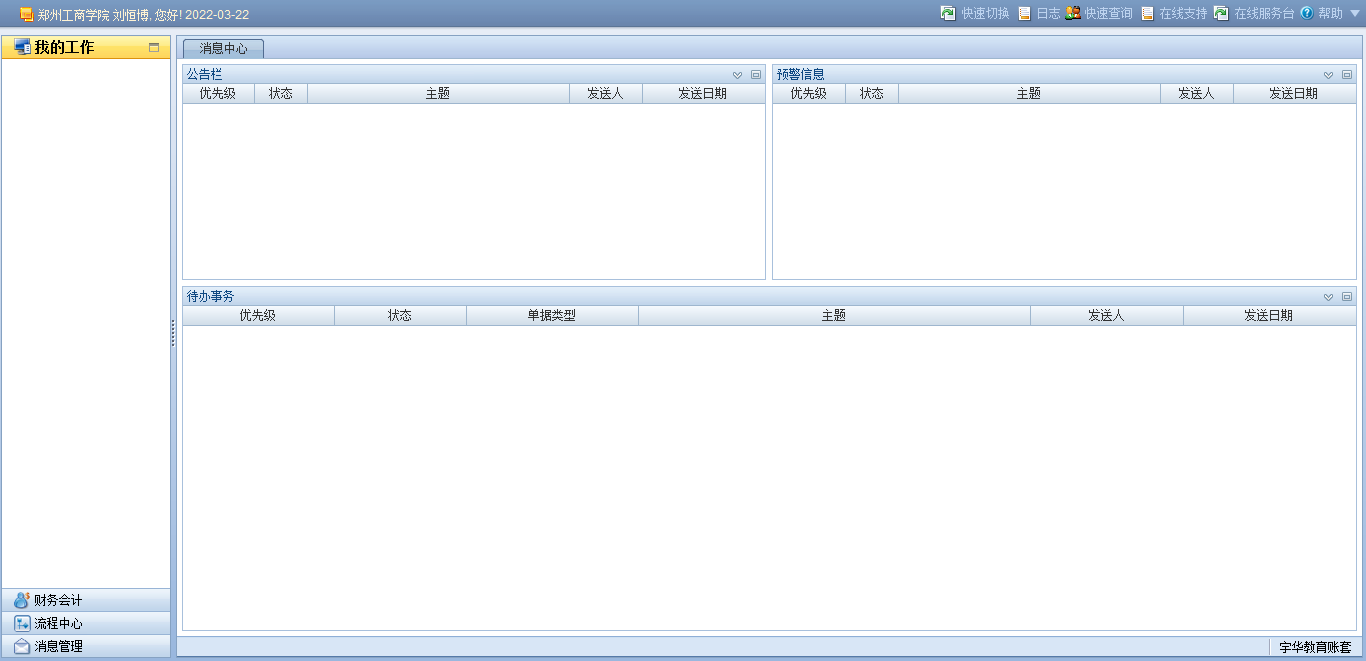 郑州工商学院 刘恒博, 您好! 2022-03-22
快速切换 日志 快速查询 在线支持 在线服务台 帮助
我的工作
消息中心
公告栏
优先级 状态 主题 发送人 发送日期
预警信息
优先级 状态 主题 发送人 发送日期
待办事务
优先级 状态 单据类型 主题 发送人 发送日期
财务会计
流程中心
消息管理
宇华教育账套